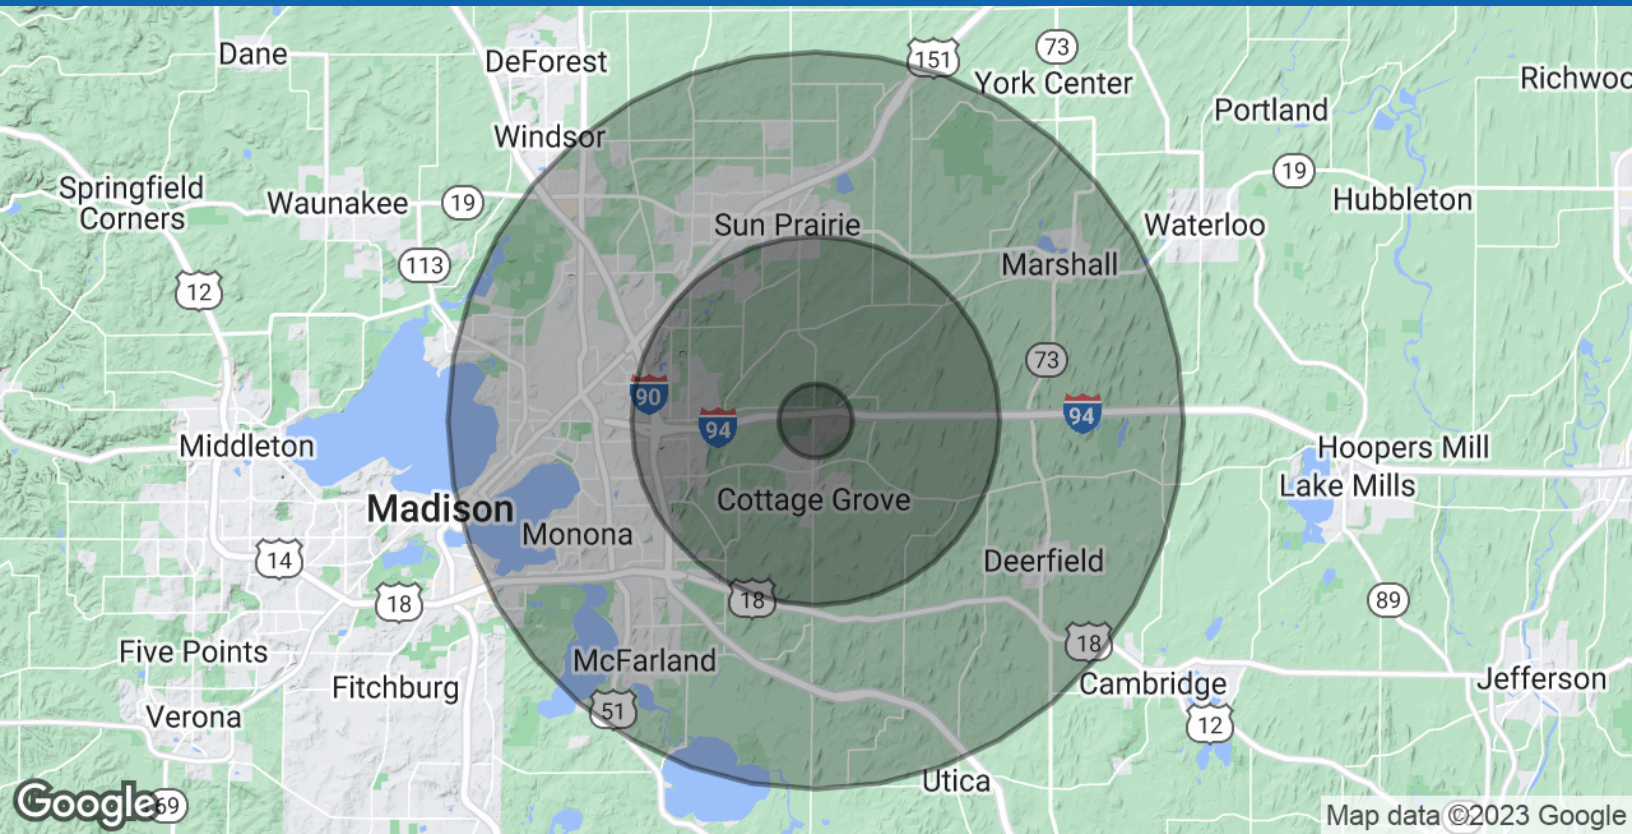 Dane
DeForest
151
73
York Center
Richwoo
Portland
Windsor
19
Springfield
Corners
Waunakee
19
Hubbleton
Sun Prairie
Waterloo
113
Marshall
12
73
90
94
94
Middleton
Hoopers Mill
Lake Mills
Madison
Cottage Grove
Monona
14
Deerfield
18
18
89
18
Five Points
McFarland
Fitchburg
Cambridge
Jefferson
Verona
51
12
Utica
Google
69
Map data ©2023 Google